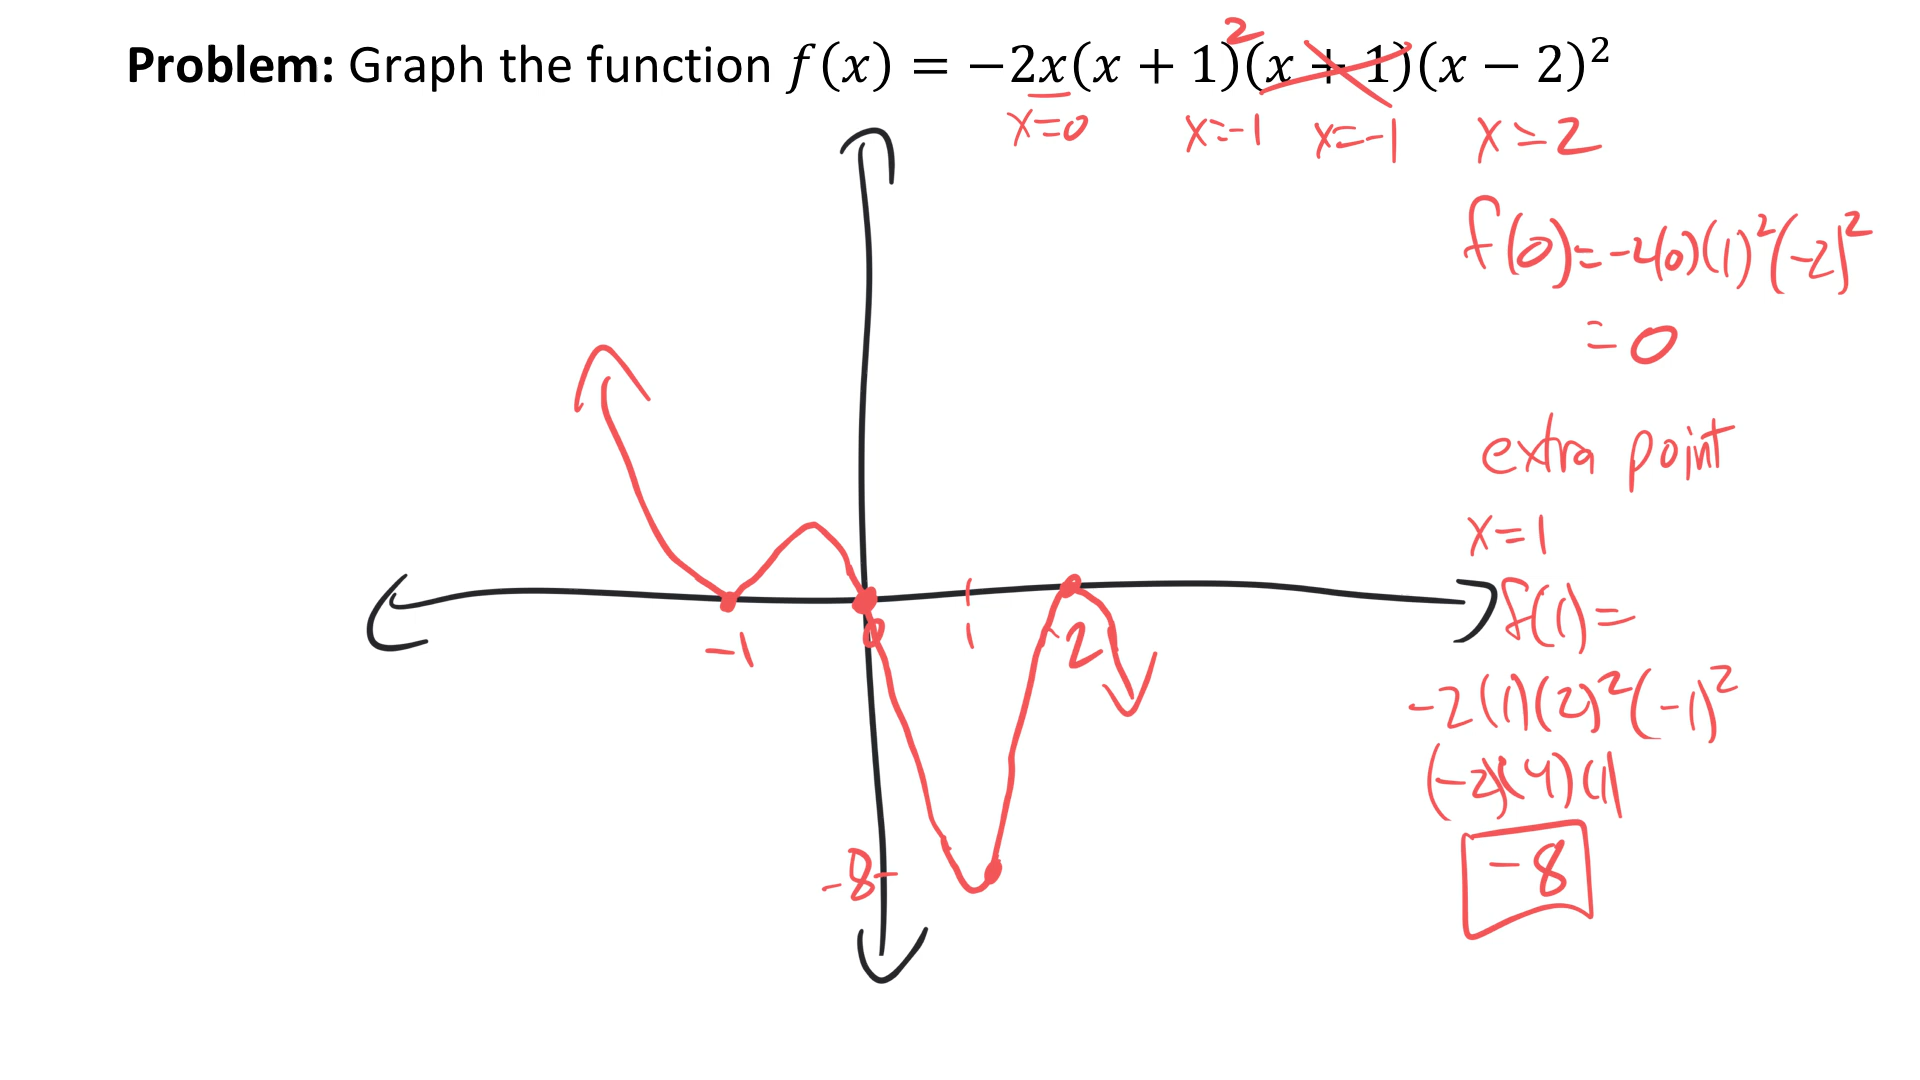 Problem: Graph the function f(x) = −2x(x + 1)²(x + 1)(x − 2)²
x=0 x=-1 x=-1 x=2
f(0)=-2(0)(1)²(-2)²
=0
extra point
x=1
f(1)=
-2(1)(2)²(-1)²
(-2)(4)(1)
-8
-1 0 1 2
-8